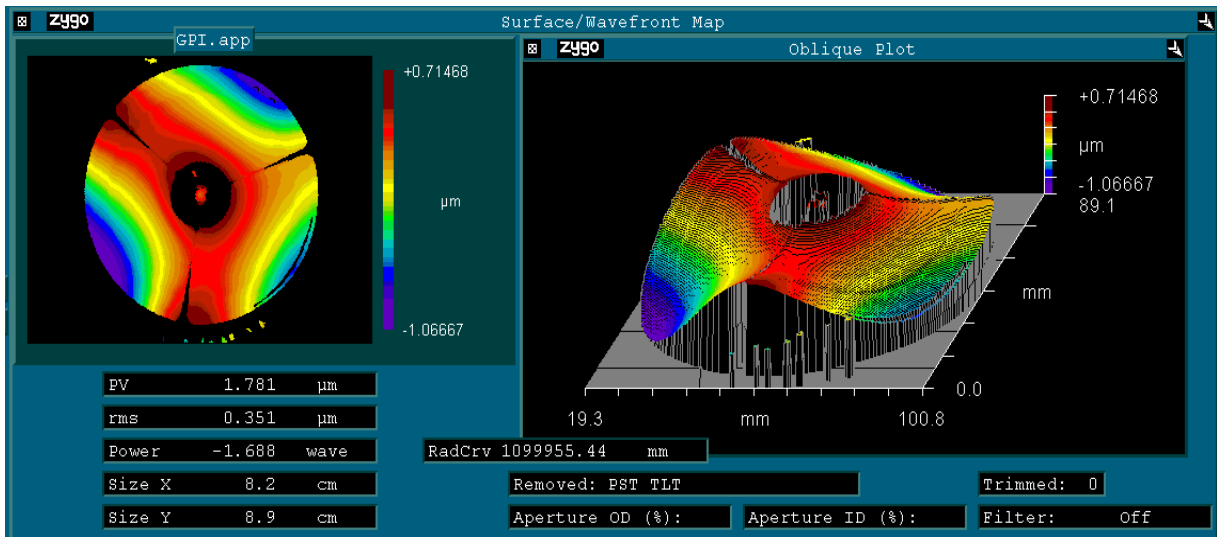 zygo Surface/Wavefront Map
GPI.app
+0.71468
µm
-1.06667
zygo Oblique Plot
+0.71468
µm
-1.06667
89.1
mm
0.0
19.3 mm 100.8
PV 1.781 µm
rms 0.351 µm
Power -1.688 wave
RadCrv 1099955.44 mm
Size X 8.2 cm
Removed: PST TLT
Trimmed: 0
Size Y 8.9 cm
Aperture OD (%):
Aperture ID (%):
Filter: Off